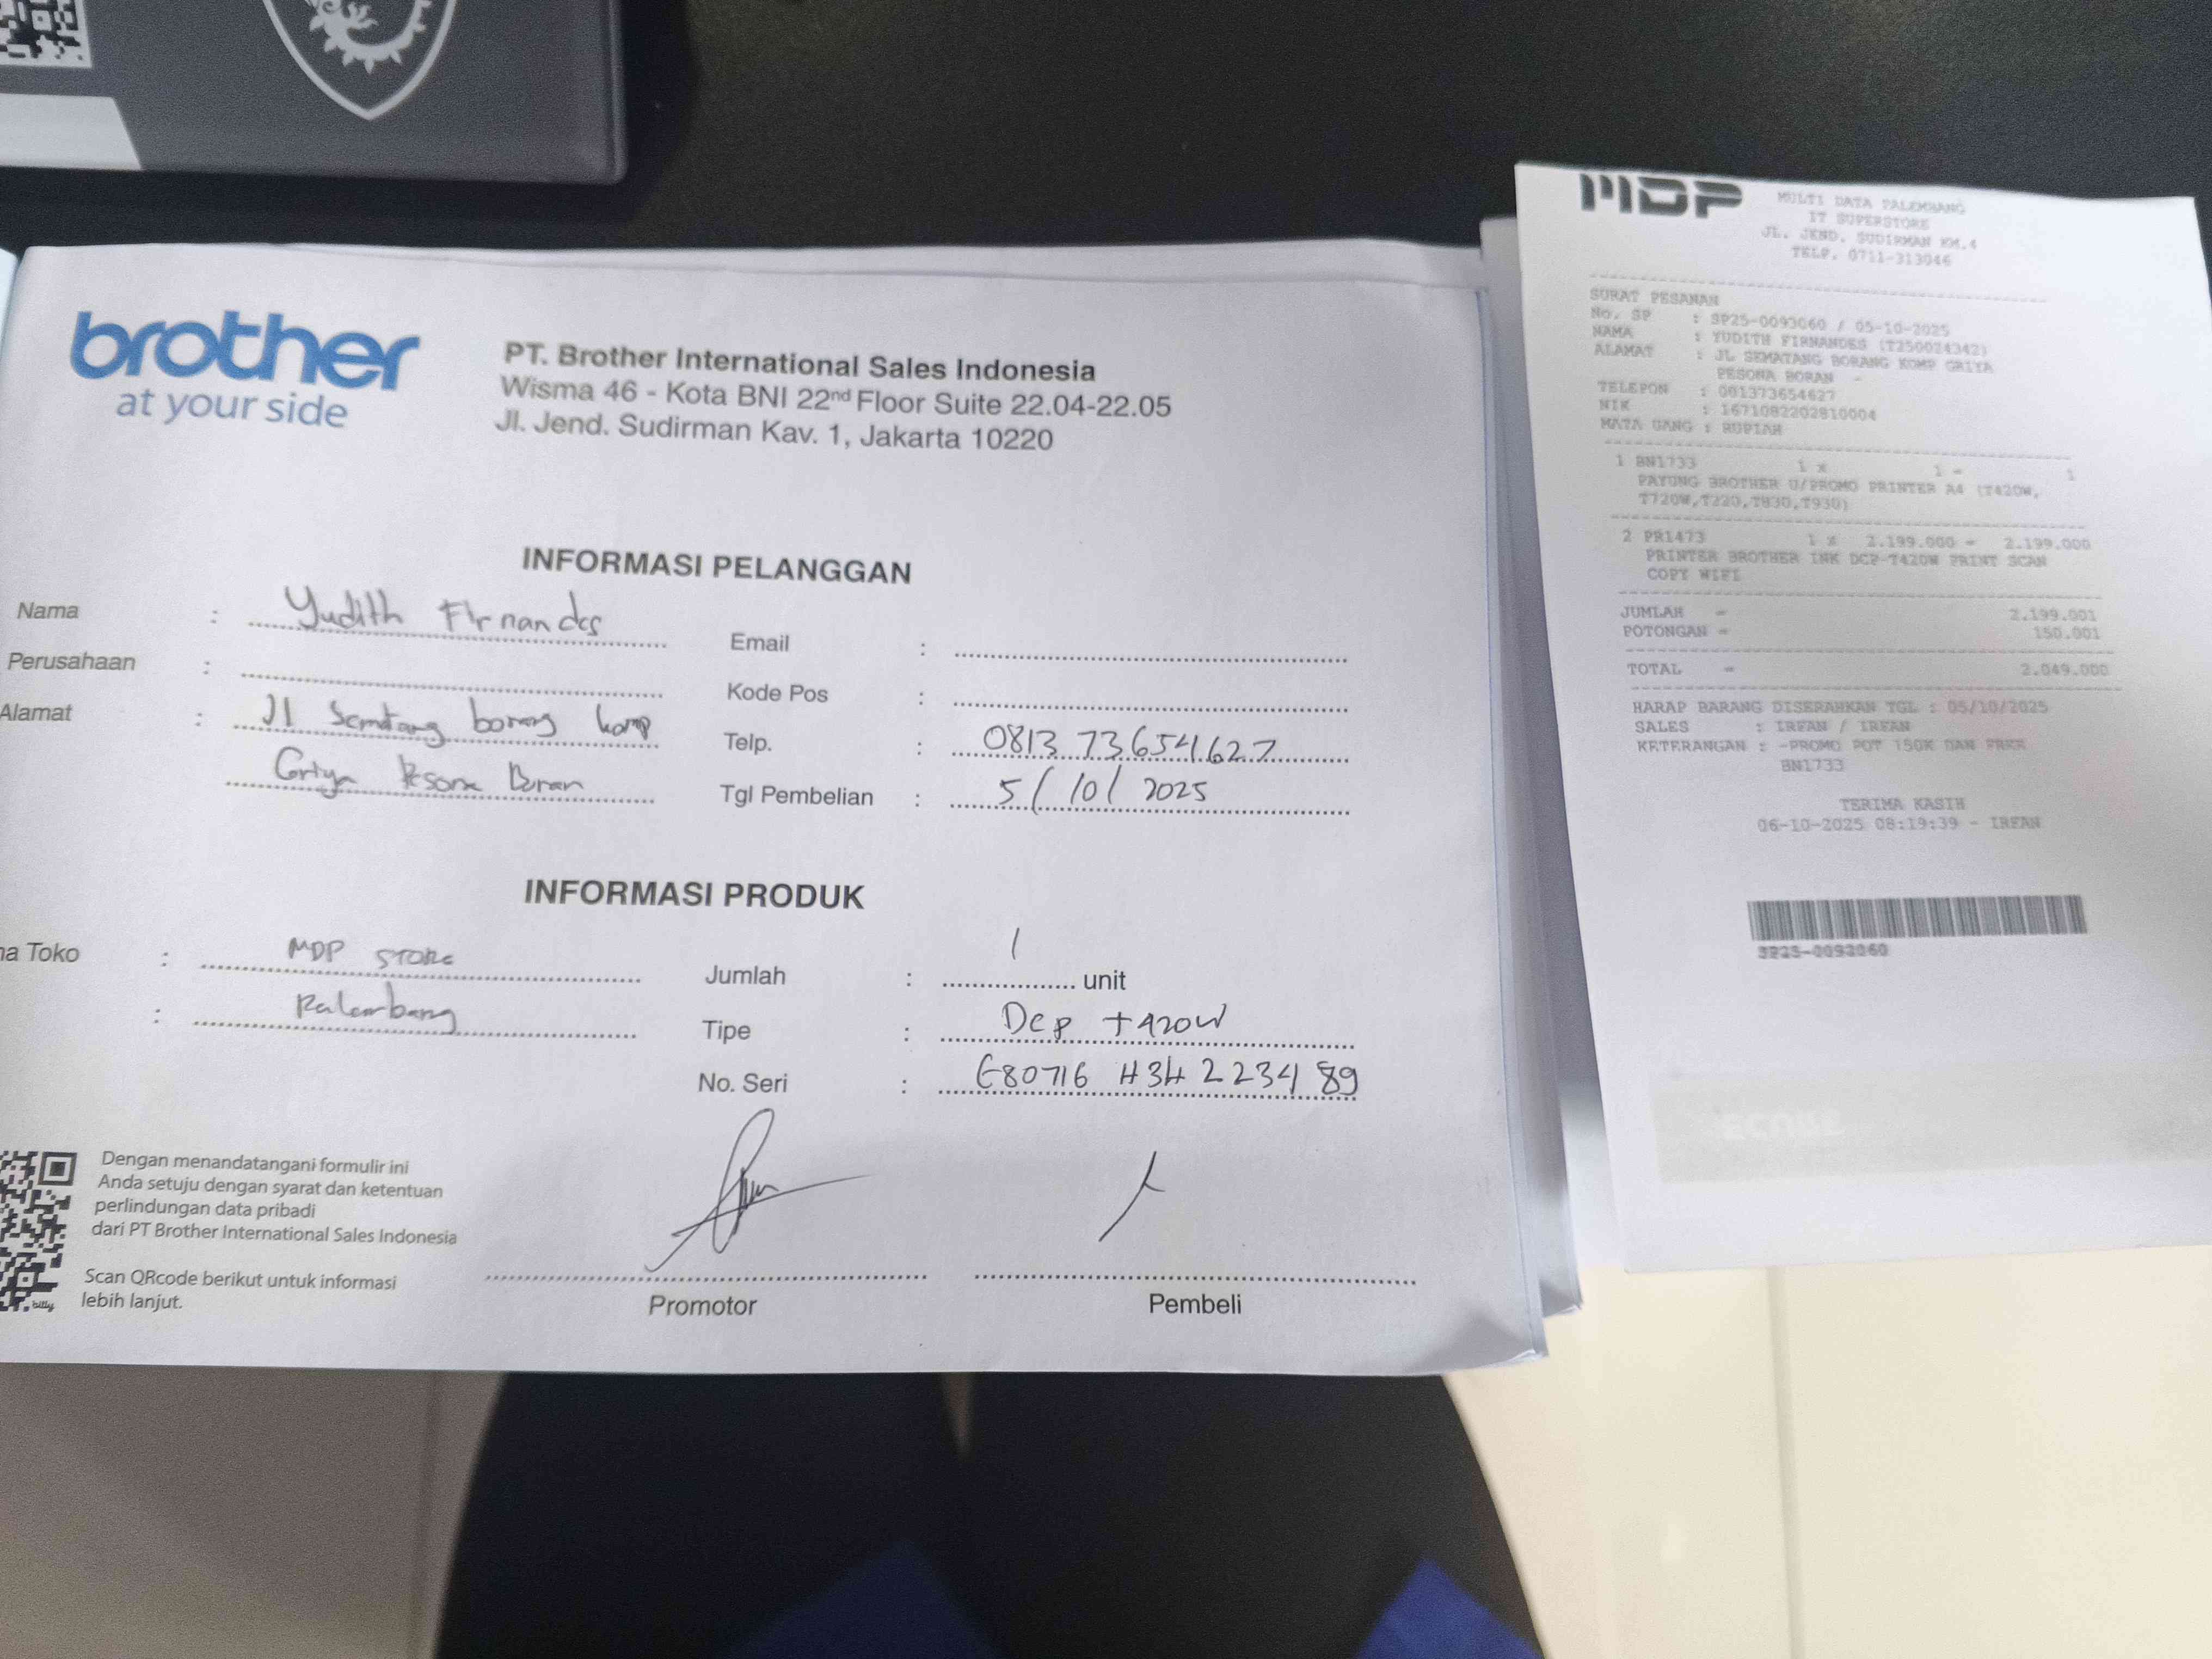 brother
at your side
PT. Brother International Sales Indonesia
Wisma 46 - Kota BNI 22nd Floor Suite 22.04-22.05
Jl. Jend. Sudirman Kav. 1, Jakarta 10220
INFORMASI PELANGGAN
Nama : Yudith Firnandes
Perusahaan :
Alamat : Jl Sematang borang komp
Griya Pesona Boran
Email :
Kode Pos :
Telp. : 0813 73654627
Tgl Pembelian : 5/10/2025
INFORMASI PRODUK
a Toko : MDP STORE
: Palembang
Jumlah : 1 unit
Tipe : Dcp T420W
No. Seri : E80716 H3H 2234 89
Dengan menandatangani formulir ini
Anda setuju dengan syarat dan ketentuan
perlindungan data pribadi
dari PT Brother International Sales Indonesia
Scan QRcode berikut untuk informasi
lebih lanjut.
Promotor
Pembeli
MDP
MULTI DATA PALEMBANG
IT SUPERSTORE
JL. JEND. SUDIRMAN KM.4
TELP. 0711-313046
SURAT PESANAN
No. SP : SP25-0093060 / 05-10-2025
NAMA : YUDITH FIRNANDES (T250024342)
ALAMAT : JL SEMATANG BORANG KOMP GRIYA
PESONA BORAN -
TELEPON : 081373654627
NIK : 1671082202810004
MATA UANG : RUPIAH
1 BN1733 1 x 1 = 1
PAYUNG BROTHER U/PROMO PRINTER A4 (T420W,
T720W,T220,T830,T930)
2 PR1473 1 x 2.199.000 = 2.199.000
PRINTER BROTHER INK DCP-T420W PRINT SCAN
COPY WIFI
JUMLAH = 2.199.001
POTONGAN = 150.001
TOTAL = 2.049.000
HARAP BARANG DISERAHKAN TGL : 05/10/2025
SALES : IRFAN / IRFAN
KETERANGAN : -PROMO POT 150K DAN FREE
BN1733
TERIMA KASIH
06-10-2025 08:19:39 - IRFAN
SP25-0093060